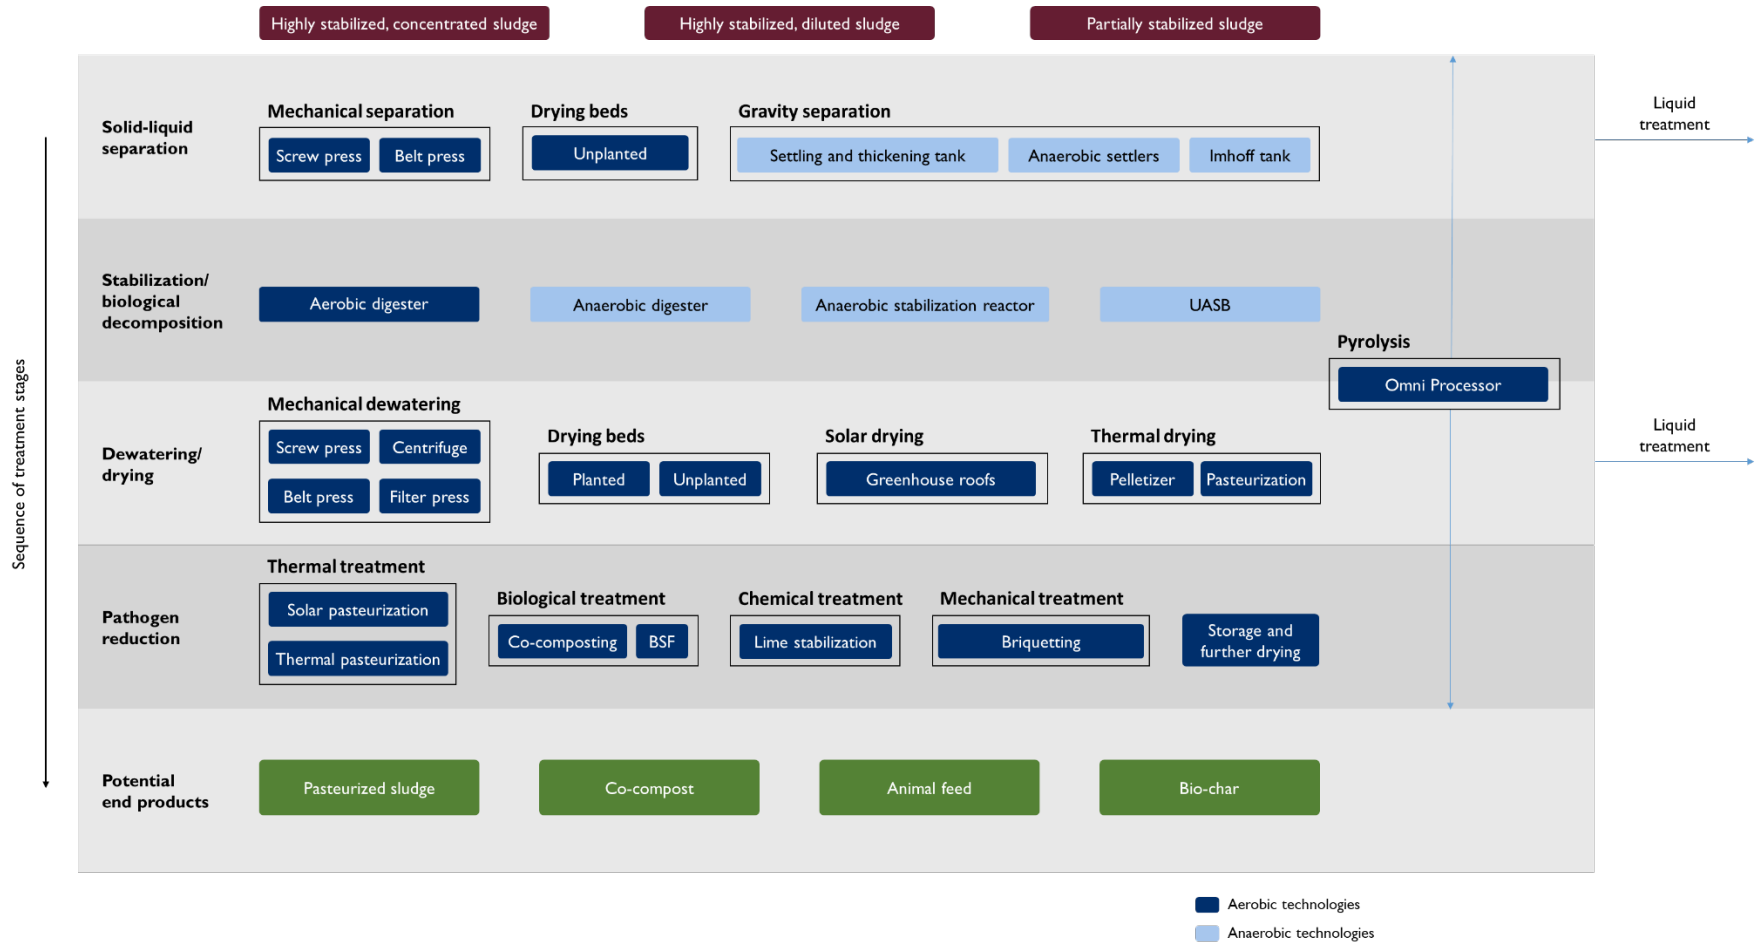 Highly stabilized, concentrated sludge
Highly stabilized, diluted sludge
Partially stabilized sludge
Sequence of treatment stages
Solid-liquid
separation
Mechanical separation
Screw press
Belt press
Drying beds
Unplanted
Gravity separation
Settling and thickening tank
Anaerobic settlers
Imhoff tank
Liquid
treatment
Stabilization/
biological
decomposition
Aerobic digester
Anaerobic digester
Anaerobic stabilization reactor
UASB
Pyrolysis
Omni Processor
Dewatering/
drying
Mechanical dewatering
Screw press
Centrifuge
Belt press
Filter press
Drying beds
Planted
Unplanted
Solar drying
Greenhouse roofs
Thermal drying
Pelletizer
Pasteurization
Liquid
treatment
Pathogen
reduction
Thermal treatment
Solar pasteurization
Thermal pasteurization
Biological treatment
Co-composting
BSF
Chemical treatment
Lime stabilization
Mechanical treatment
Briquetting
Storage and
further drying
Potential
end products
Pasteurized sludge
Co-compost
Animal feed
Bio-char
Aerobic technologies
Anaerobic technologies